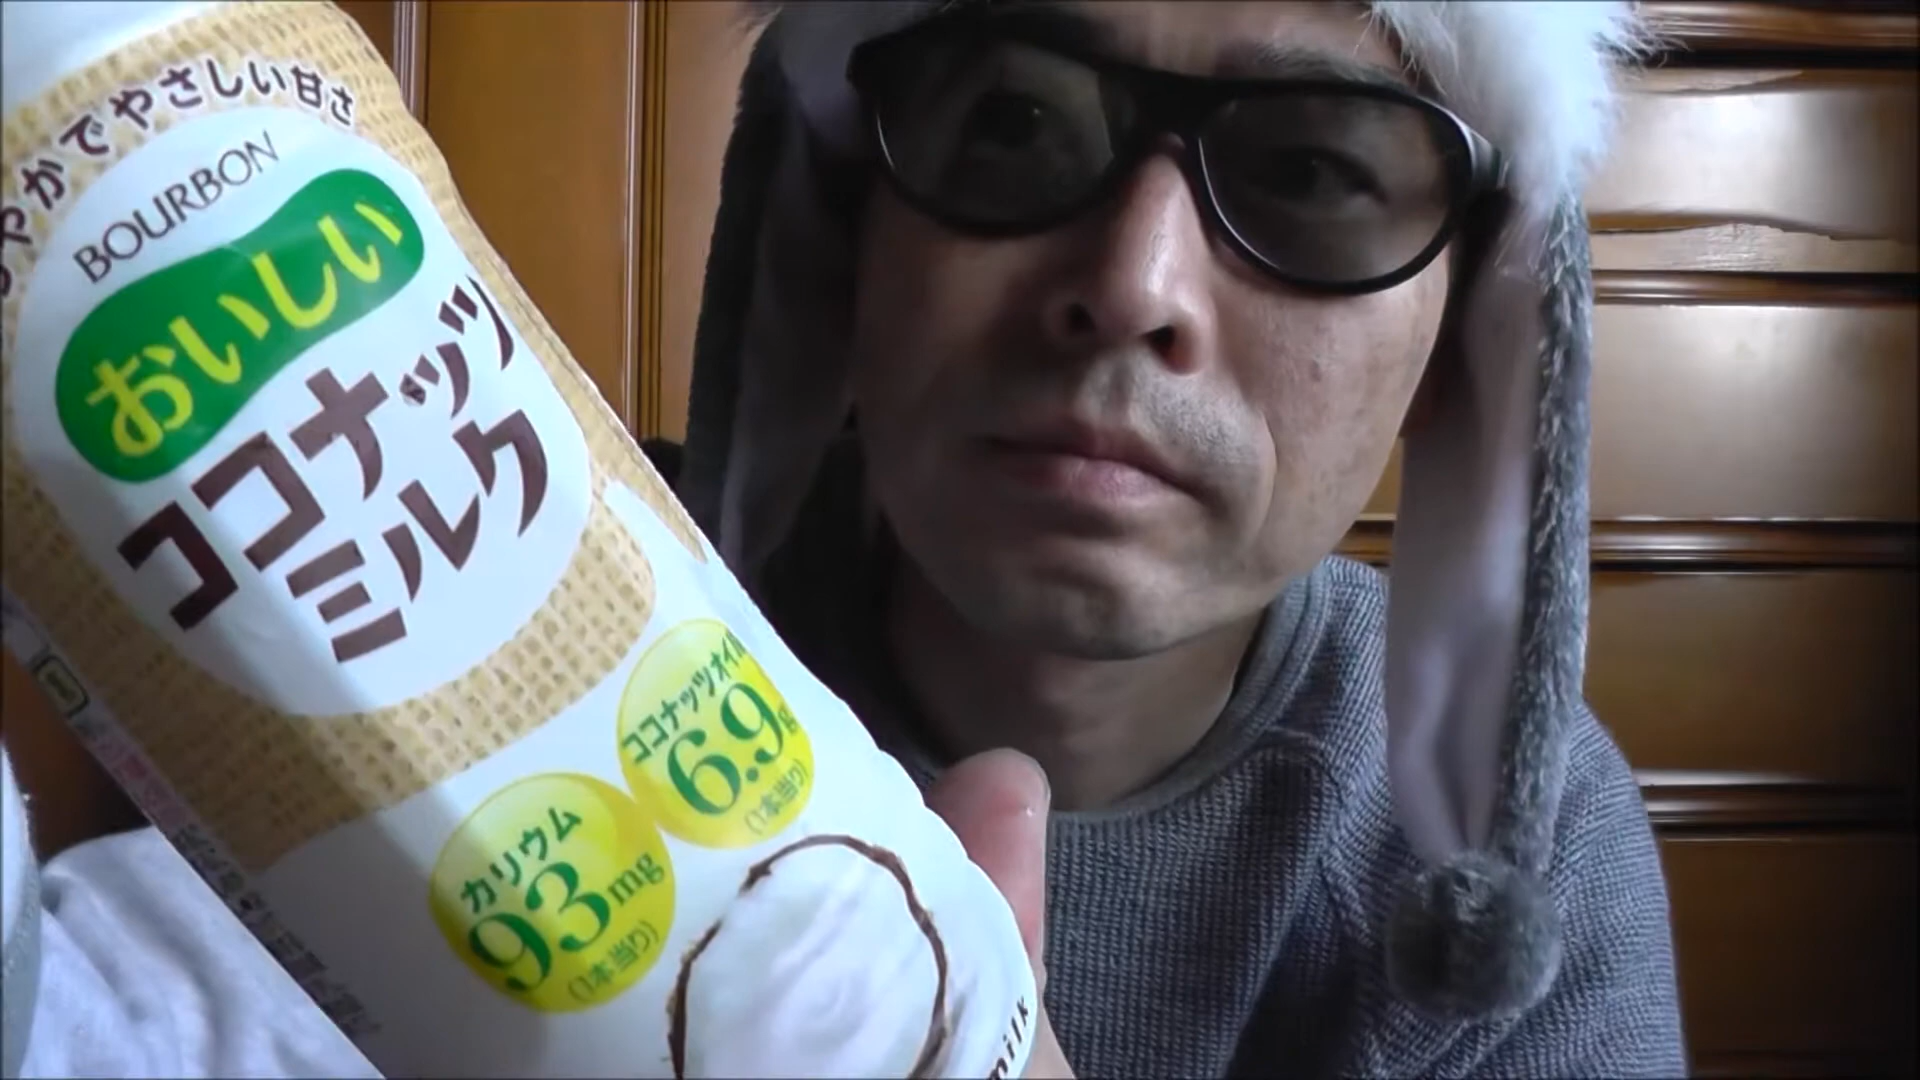 やかでやさしい甘さ
BOURBON
おいしい
ココナッツ
ミルク
ココナッツオイル
6.9g
(1本当り)
カリウム
93mg
(1本当り)
milk